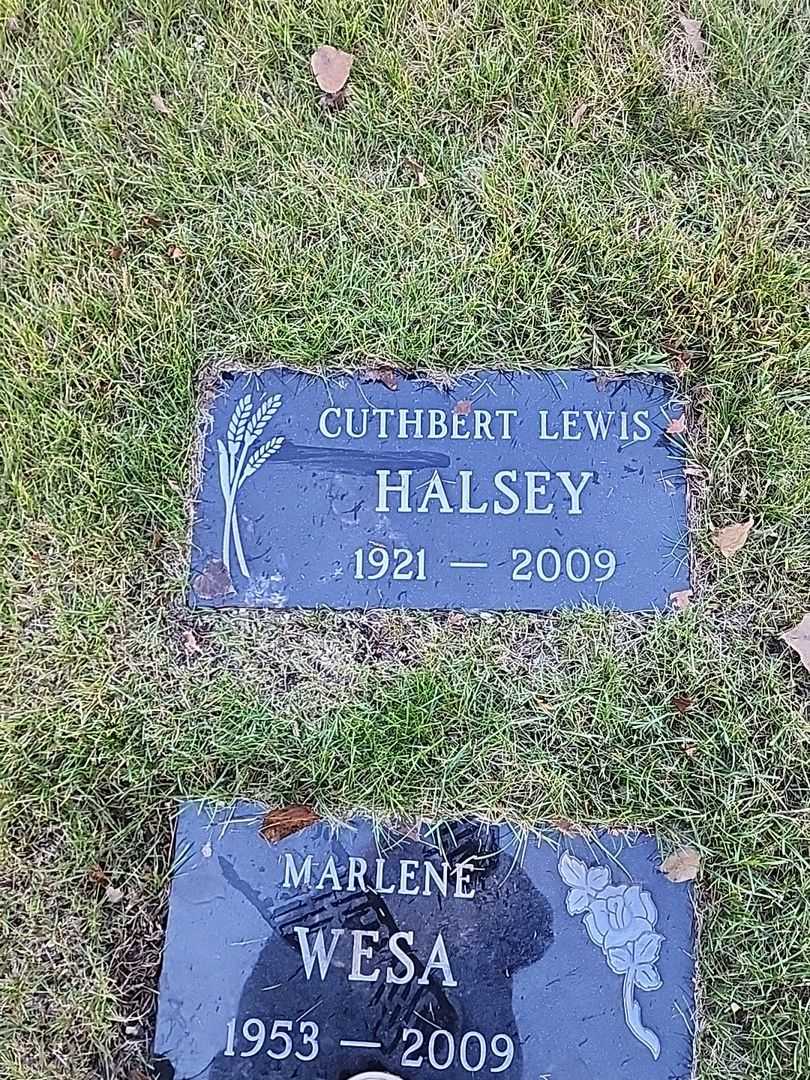 CUTHBERT LEWIS
HALSEY
1921 — 2009
MARLENE
WESA
1953 — 2009